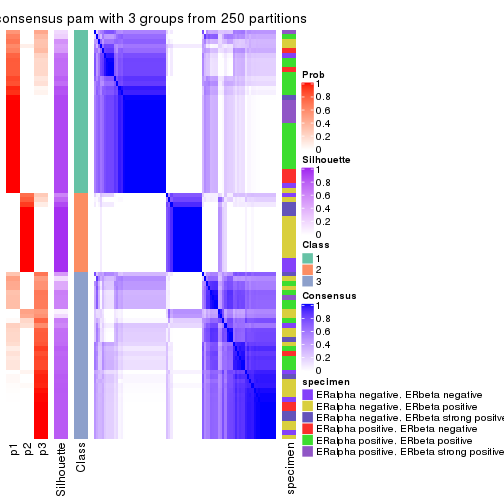 consensus pam with 3 groups from 250 partitions
Prob
1
0.8
0.6
0.4
0.2
0
Silhouette
1
0.8
0.6
0.4
0.2
0
Class
1
2
3
Consensus
1
0.8
0.6
0.4
0.2
0
specimen
ERalpha negative. ERbeta negative
ERalpha negative. ERbeta positive
ERalpha negative. ERbeta strong positive
ERalpha positive. ERbeta negative
ERalpha positive. ERbeta positive
ERalpha positive. ERbeta strong positive
p1
p2
p3
Silhouette
Class
specimen